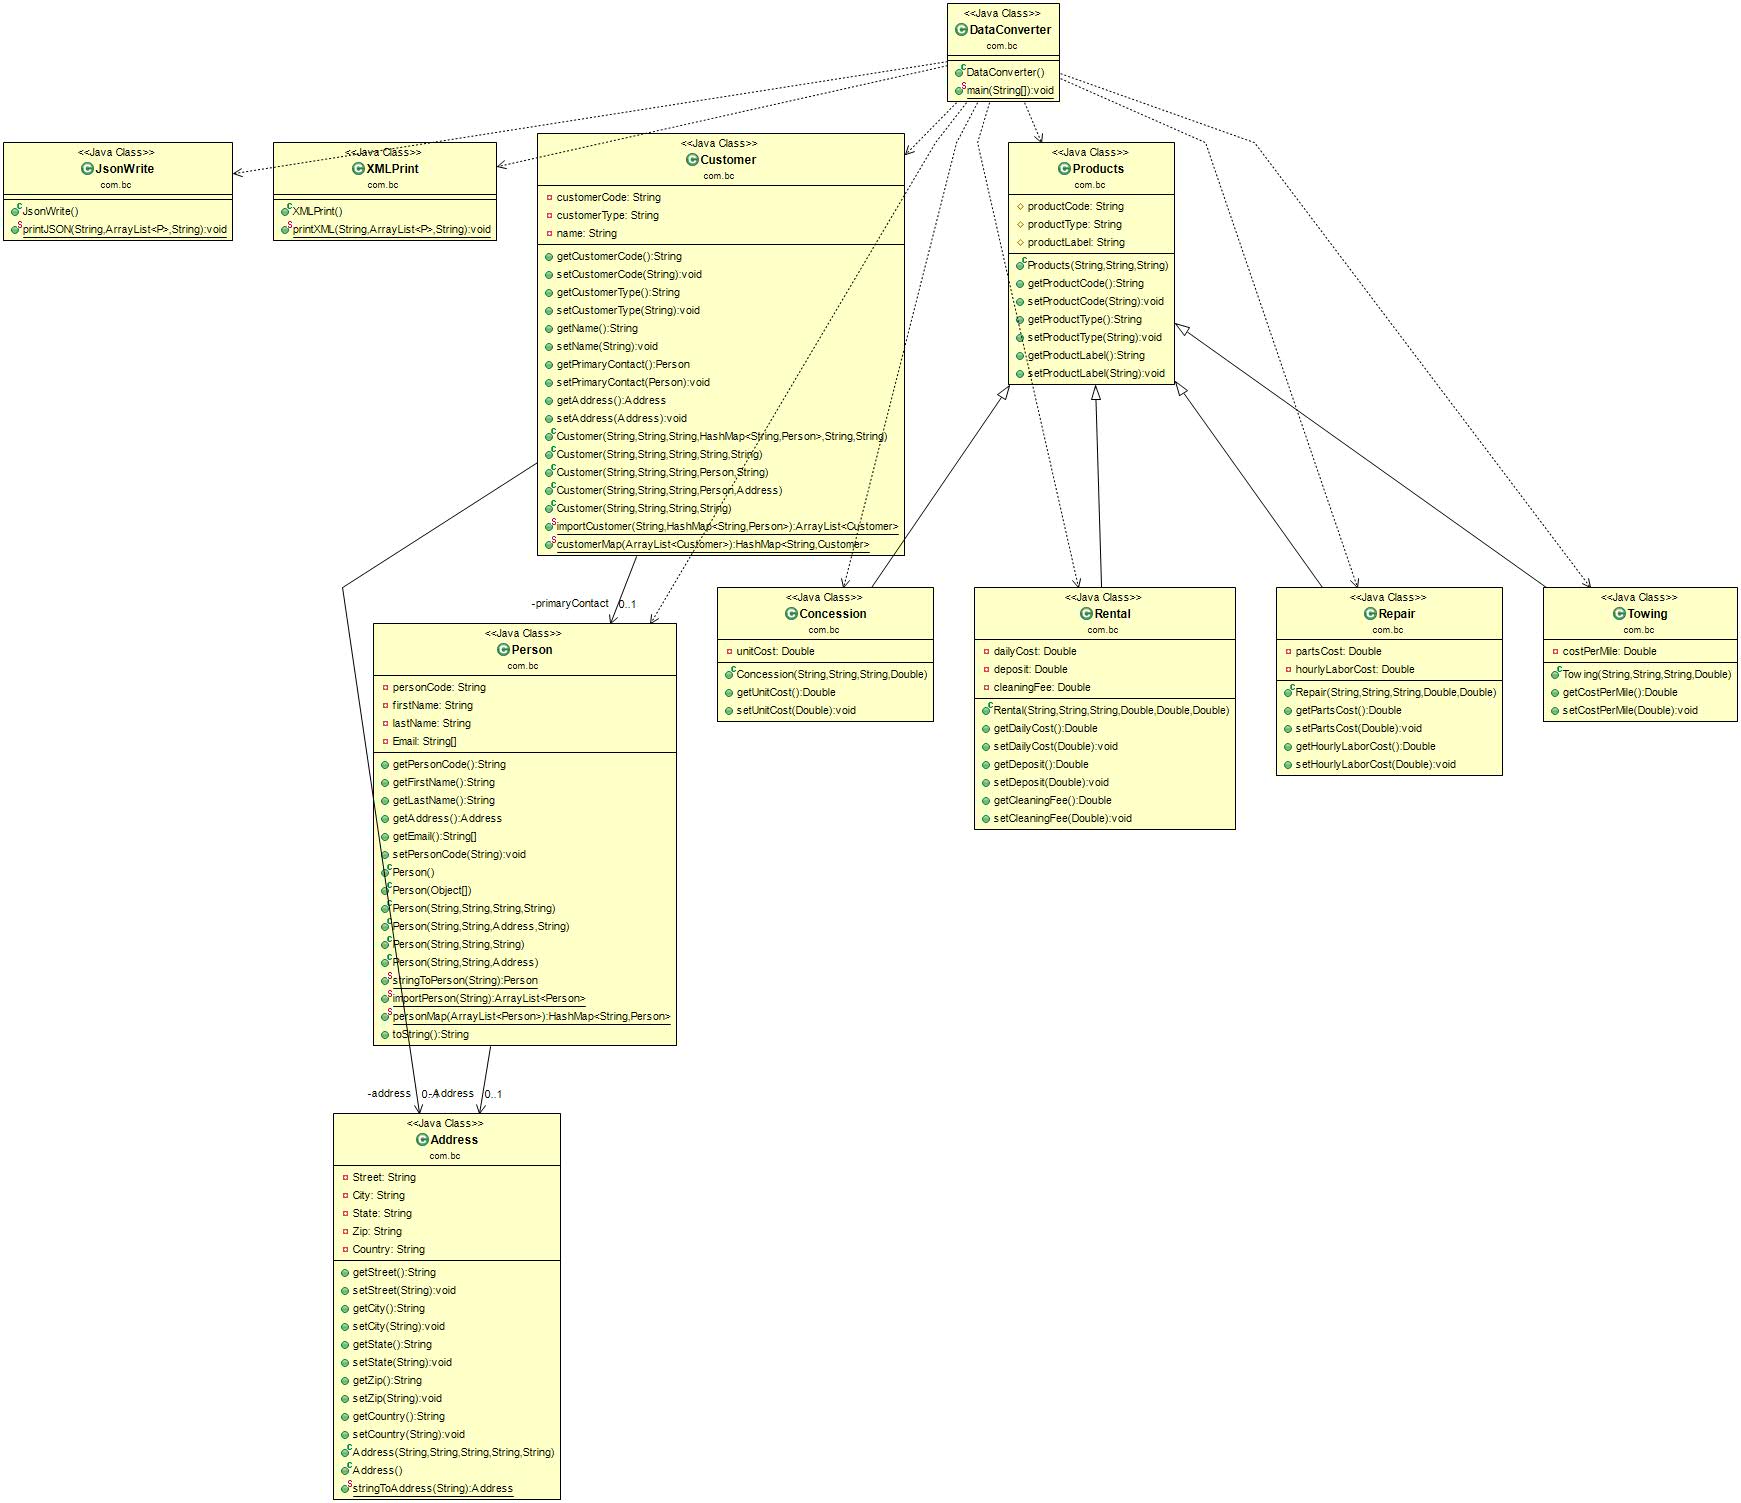 <<Java Class>>
DataConverter
com.bc
DataConverter()
main(String[]):void
<<Java Class>>
JsonWrite
com.bc
JsonWrite()
printJSON(String,ArrayList<P>,String):void
<<Java Class>>
XMLPrint
com.bc
XMLPrint()
printXML(String,ArrayList<P>,String):void
<<Java Class>>
Customer
com.bc
customerCode: String
customerType: String
name: String
getCustomerCode():String
setCustomerCode(String):void
getCustomerType():String
setCustomerType(String):void
getName():String
setName(String):void
getPrimaryContact():Person
setPrimaryContact(Person):void
getAddress():Address
setAddress(Address):void
Customer(String,String,String,HashMap<String,Person>,String,String)
Customer(String,String,String,String,String)
Customer(String,String,String,Person,String)
Customer(String,String,String,Person,Address)
Customer(String,String,String,String)
importCustomer(String,HashMap<String,Person>):ArrayList<Customer>
customerMap(ArrayList<Customer>):HashMap<String,Customer>
<<Java Class>>
Products
com.bc
productCode: String
productType: String
productLabel: String
Products(String,String,String)
getProductCode():String
setProductCode(String):void
getProductType():String
setProductType(String):void
getProductLabel():String
setProductLabel(String):void
-primaryContact 0..1
<<Java Class>>
Person
com.bc
personCode: String
firstName: String
lastName: String
Email: String[]
getPersonCode():String
getFirstName():String
getLastName():String
getAddress():Address
getEmail():String[]
setPersonCode(String):void
Person()
Person(Object[])
Person(String,String,String,String)
Person(String,String,Address,String)
Person(String,String,String)
Person(String,String,Address)
stringToPerson(String):Person
importPerson(String):ArrayList<Person>
personMap(ArrayList<Person>):HashMap<String,Person>
toString():String
<<Java Class>>
Concession
com.bc
unitCost: Double
Concession(String,String,String,Double)
getUnitCost():Double
setUnitCost(Double):void
<<Java Class>>
Rental
com.bc
dailyCost: Double
deposit: Double
cleaningFee: Double
Rental(String,String,String,Double,Double,Double)
getDailyCost():Double
setDailyCost(Double):void
getDeposit():Double
setDeposit(Double):void
getCleaningFee():Double
setCleaningFee(Double):void
<<Java Class>>
Repair
com.bc
partsCost: Double
hourlyLaborCost: Double
Repair(String,String,String,Double,Double)
getPartsCost():Double
setPartsCost(Double):void
getHourlyLaborCost():Double
setHourlyLaborCost(Double):void
<<Java Class>>
Towing
com.bc
costPerMile: Double
Towing(String,String,String,Double)
getCostPerMile():Double
setCostPerMile(Double):void
-address 0..1 -Address 0..1
<<Java Class>>
Address
com.bc
Street: String
City: String
State: String
Zip: String
Country: String
getStreet():String
setStreet(String):void
getCity():String
setCity(String):void
getState():String
setState(String):void
getZip():String
setZip(String):void
getCountry():String
setCountry(String):void
Address(String,String,String,String,String)
Address()
stringToAddress(String):Address